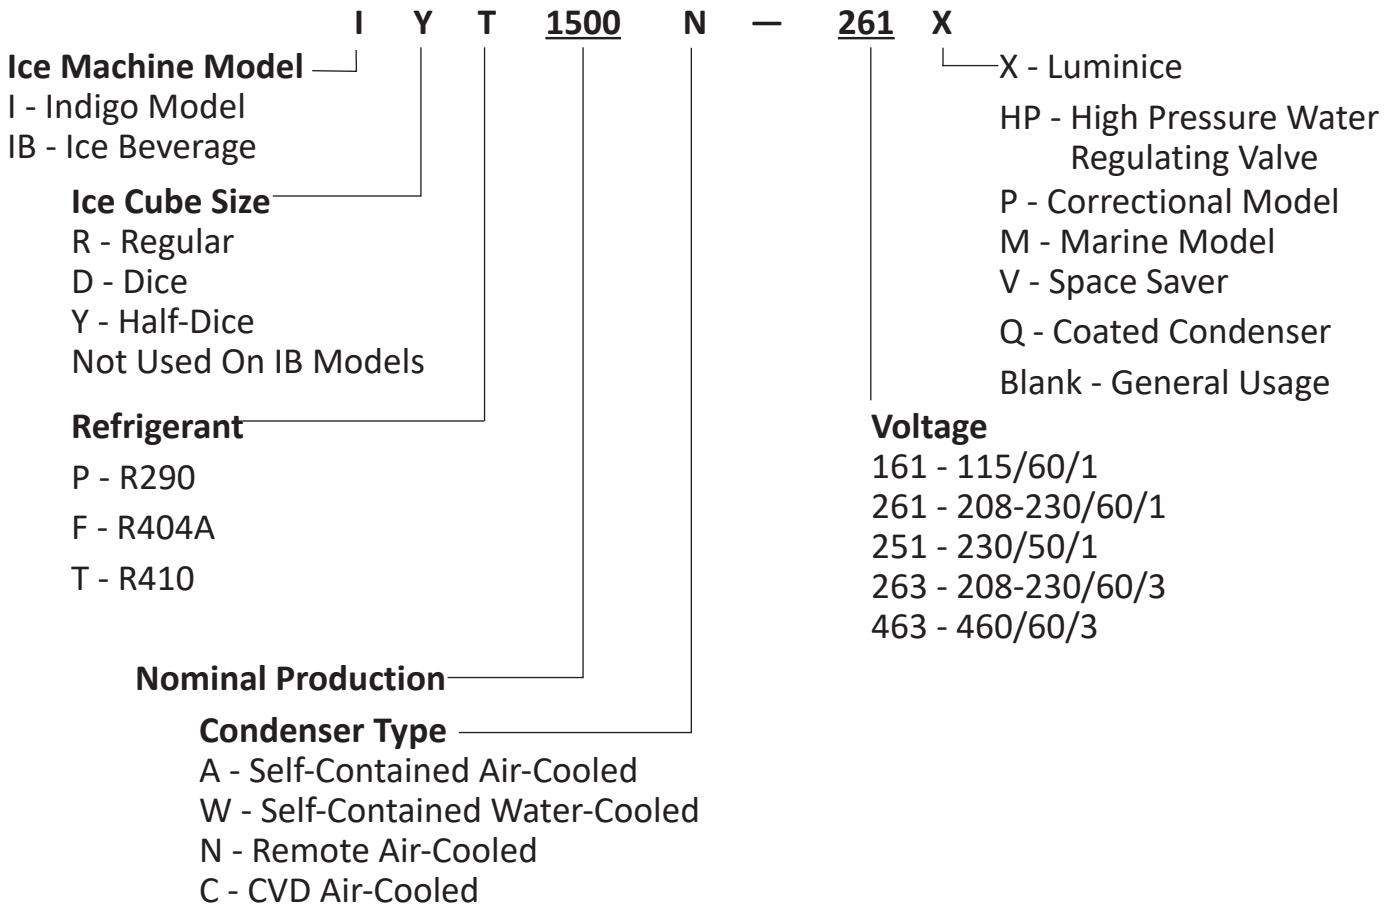 I Y T 1500 N — 261 X
Ice Machine Model
I - Indigo Model
IB - Ice Beverage
Ice Cube Size
R - Regular
D - Dice
Y - Half-Dice
Not Used On IB Models
Refrigerant
P - R290
F - R404A
T - R410
Nominal Production
Condenser Type
A - Self-Contained Air-Cooled
W - Self-Contained Water-Cooled
N - Remote Air-Cooled
C - CVD Air-Cooled
X - Luminice
HP - High Pressure Water
Regulating Valve
P - Correctional Model
M - Marine Model
V - Space Saver
Q - Coated Condenser
Blank - General Usage
Voltage
161 - 115/60/1
261 - 208-230/60/1
251 - 230/50/1
263 - 208-230/60/3
463 - 460/60/3